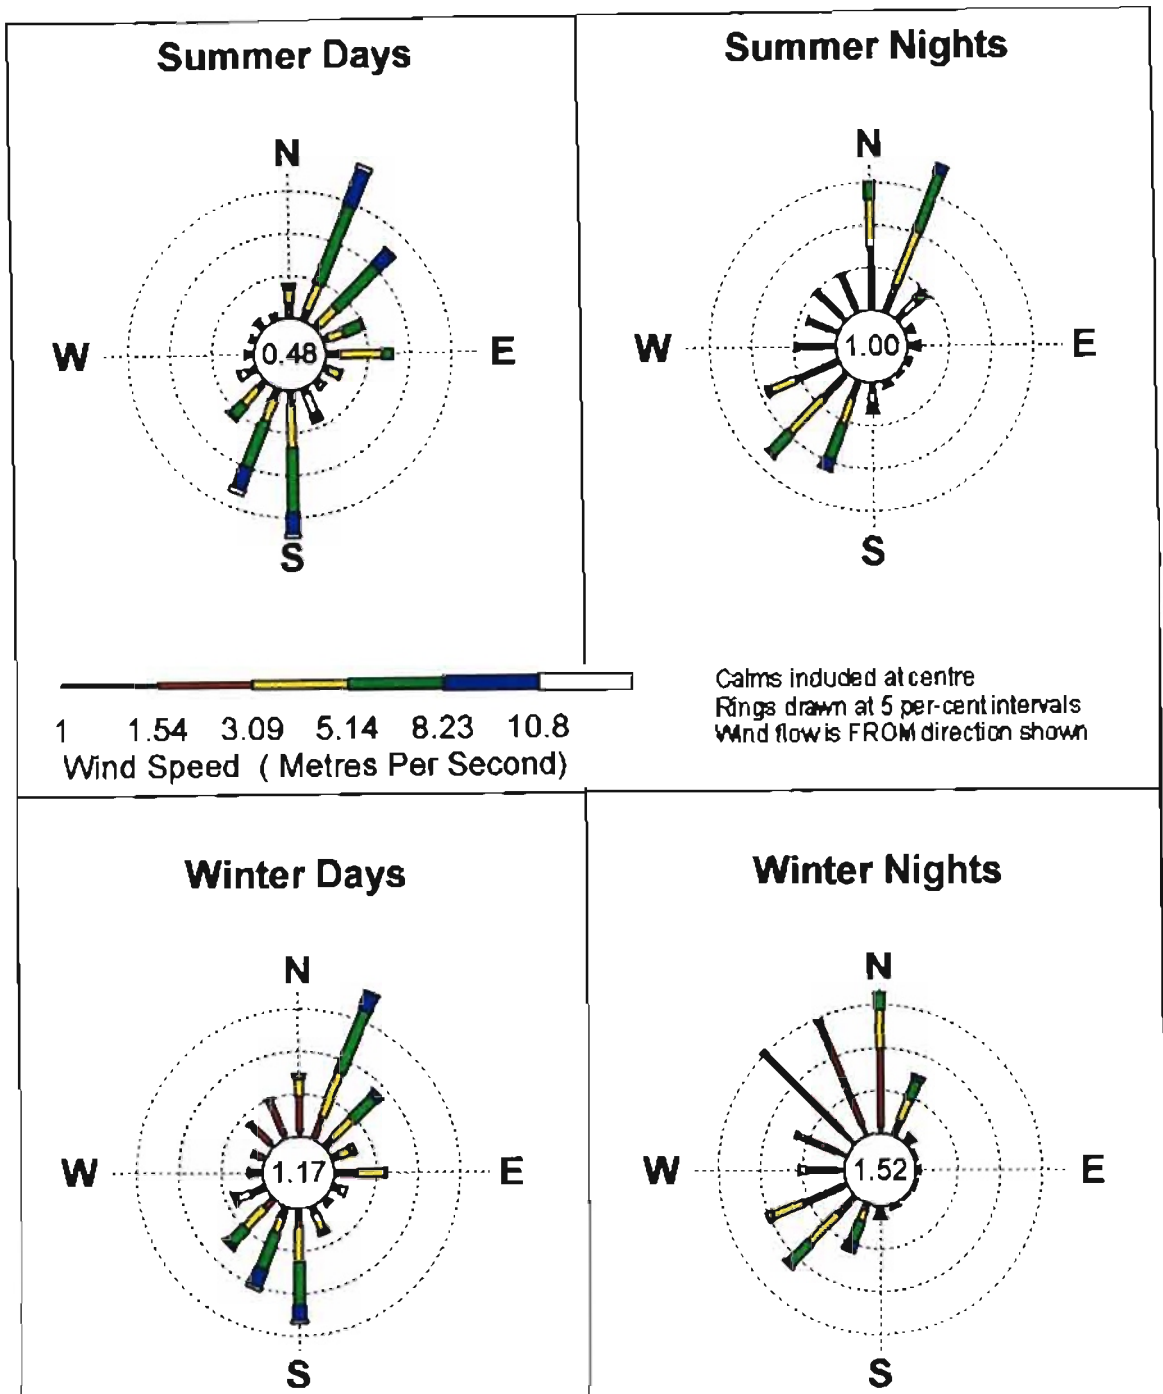 Summer Days
Summer Nights
N
W
0.48
E
S
N
W
1.00
E
S
1 1.54 3.09 5.14 8.23 10.8
Wind Speed ( Metres Per Second)
Calms included at centre
Rings drawn at 5 per-cent intervals
Wind flow is FROM direction shown
Winter Days
Winter Nights
N
W
1.17
E
S
N
W
1.52
E
S